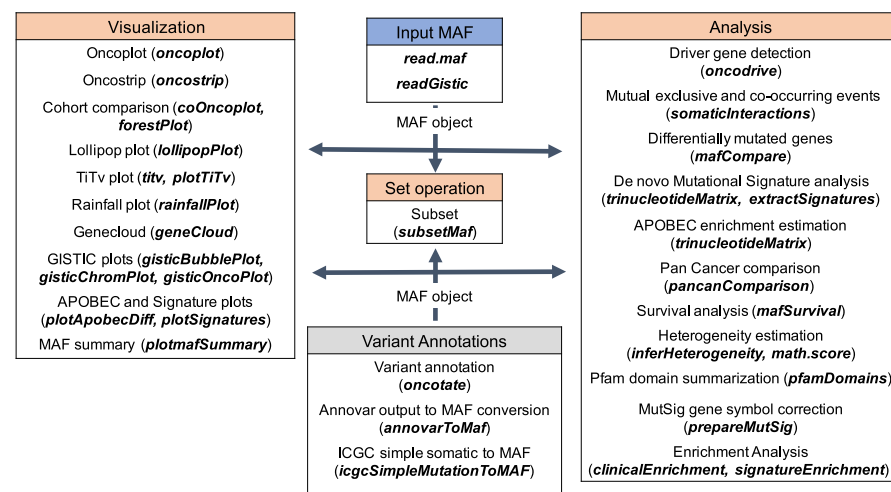 Visualization
Oncoplot (oncoplot)
Oncostrip (oncostrip)
Cohort comparison (coOncoplot,
forestPlot)
Lollipop plot (lollipopPlot)
TiTv plot (titv, plotTiTv)
Rainfall plot (rainfallPlot)
Genecloud (geneCloud)
GISTIC plots (gisticBubblePlot,
gisticChromPlot, gisticOncoPlot)
APOBEC and Signature plots
(plotApobecDiff, plotSignatures)
MAF summary (plotmafSummary)
Input MAF
read.maf
readGistic
MAF object
Set operation
Subset
(subsetMaf)
MAF object
Variant Annotations
Variant annotation
(oncotate)
Annovar output to MAF conversion
(annovarToMaf)
ICGC simple somatic to MAF
(icgcSimpleMutationToMAF)
Analysis
Driver gene detection
(oncodrive)
Mutual exclusive and co-occurring events
(somaticInteractions)
Differentially mutated genes
(mafCompare)
De novo Mutational Signature analysis
(trinucleotideMatrix, extractSignatures)
APOBEC enrichment estimation
(trinucleotideMatrix)
Pan Cancer comparison
(pancanComparison)
Survival analysis (mafSurvival)
Heterogeneity estimation
(inferHeterogeneity, math.score)
Pfam domain summarization (pfamDomains)
MutSig gene symbol correction
(prepareMutSig)
Enrichment Analysis
(clinicalEnrichment, signatureEnrichment)